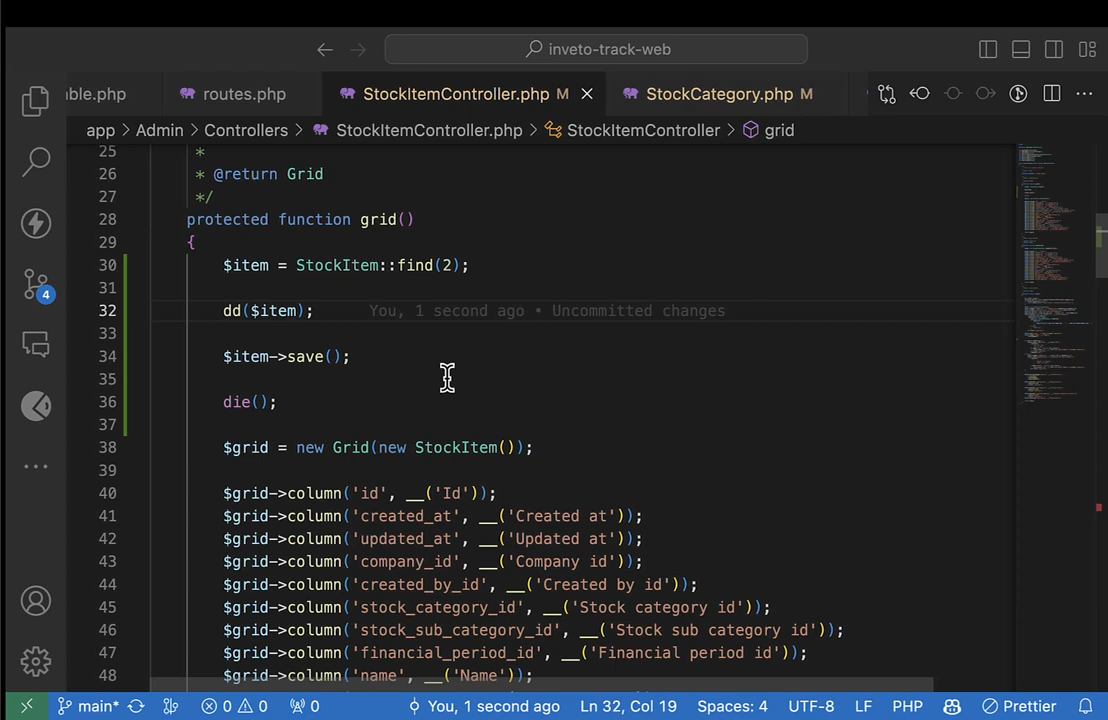 inveto-track-web
ble.php
routes.php
StockItemController.php M
StockCategory.php M
app > Admin > Controllers > StockItemController.php > StockItemController > grid
25 *
26 * @return Grid
27 */
28 protected function grid()
29 {
30 $item = StockItem::find(2);
31
32 dd($item); You, 1 second ago • Uncommitted changes
33
34 $item->save();
35
36 die();
37
38 $grid = new Grid(new StockItem());
39
40 $grid->column('id', __('Id'));
41 $grid->column('created_at', __('Created at'));
42 $grid->column('updated_at', __('Updated at'));
43 $grid->column('company_id', __('Company id'));
44 $grid->column('created_by_id', __('Created by id'));
45 $grid->column('stock_category_id', __('Stock category id'));
46 $grid->column('stock_sub_category_id', __('Stock sub category id'));
47 $grid->column('financial_period_id', __('Financial period id'));
48 $grid->column('name', __('Name'));
4
main* 0 0 0 You, 1 second ago Ln 32, Col 19 Spaces: 4 UTF-8 LF PHP Prettier